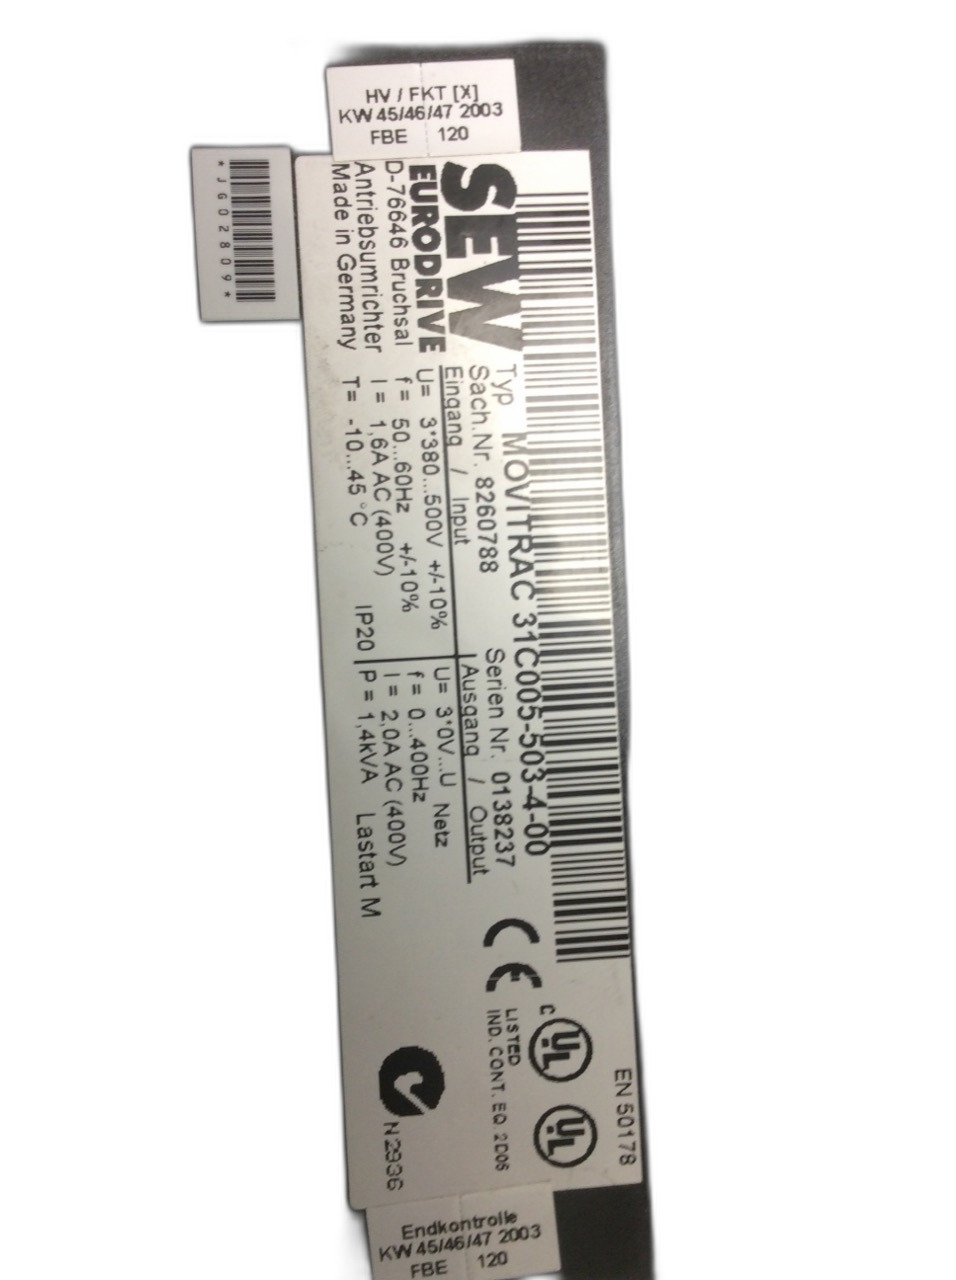 HV / FKT [X]
KW 45/46/47 2003
FBE 120
*JG02809*
SEW
EURODRIVE
D-76646 Bruchsal
Antriebsumrichter
Made in Germany
Typ MOVITRAC 31C005-503-4-00
Sach.Nr. 8260788 Serien Nr. 0138237
Eingang / Input
U= 3*380...500V +/-10%
f= 50...60Hz +/-10%
I= 1,6A AC (400V)
T= -10...45 °C IP20
Ausgang / Output
U= 3*0V...U Netz
f= 0...400Hz
I= 2,0A AC (400V)
P= 1,4kVA Lastart M
CE
C UL UL
LISTED
IND. CONT. EQ. 2D06
EN 50178
N2936
Endkontrolle
KW 45/46/47 2003
FBE 120